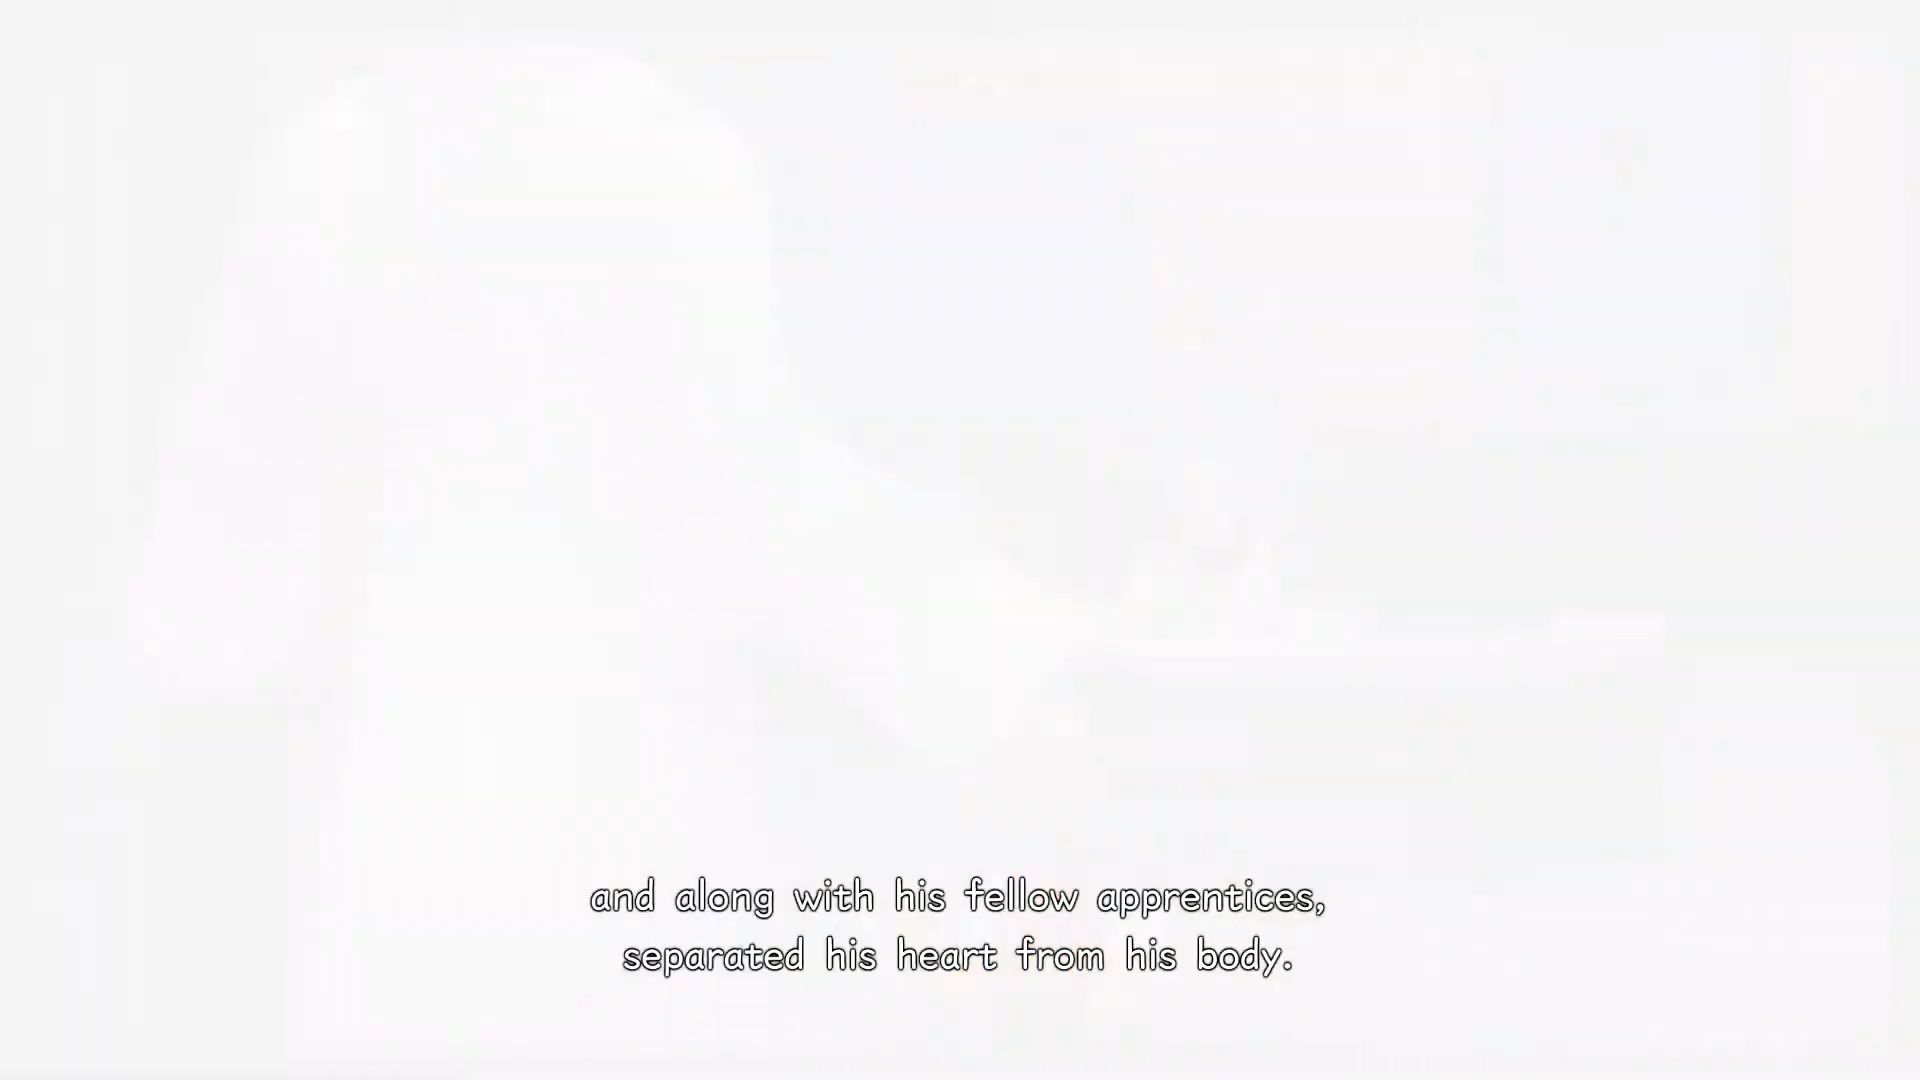 and along with his fellow apprentices,
separated his heart from his body.